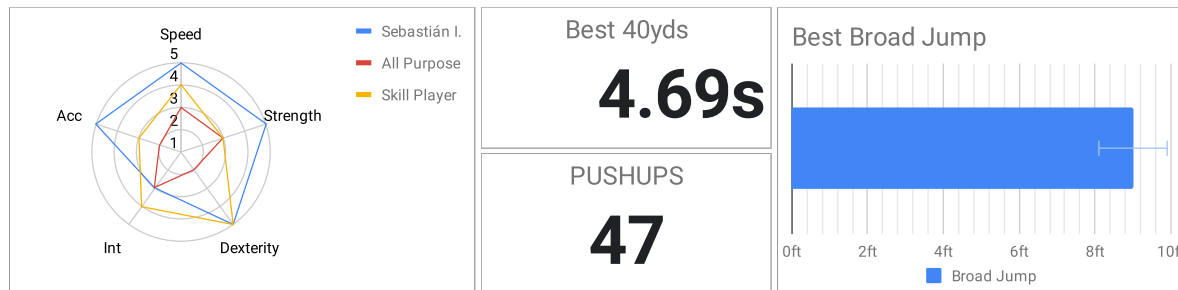 Speed
5
4
3
2
1
Acc
Strength
Int
Dexterity
Sebastián I.
All Purpose
Skill Player
Best 40yds
4.69s
PUSHUPS
47
Best Broad Jump
0ft 2ft 4ft 6ft 8ft 10f
Broad Jump